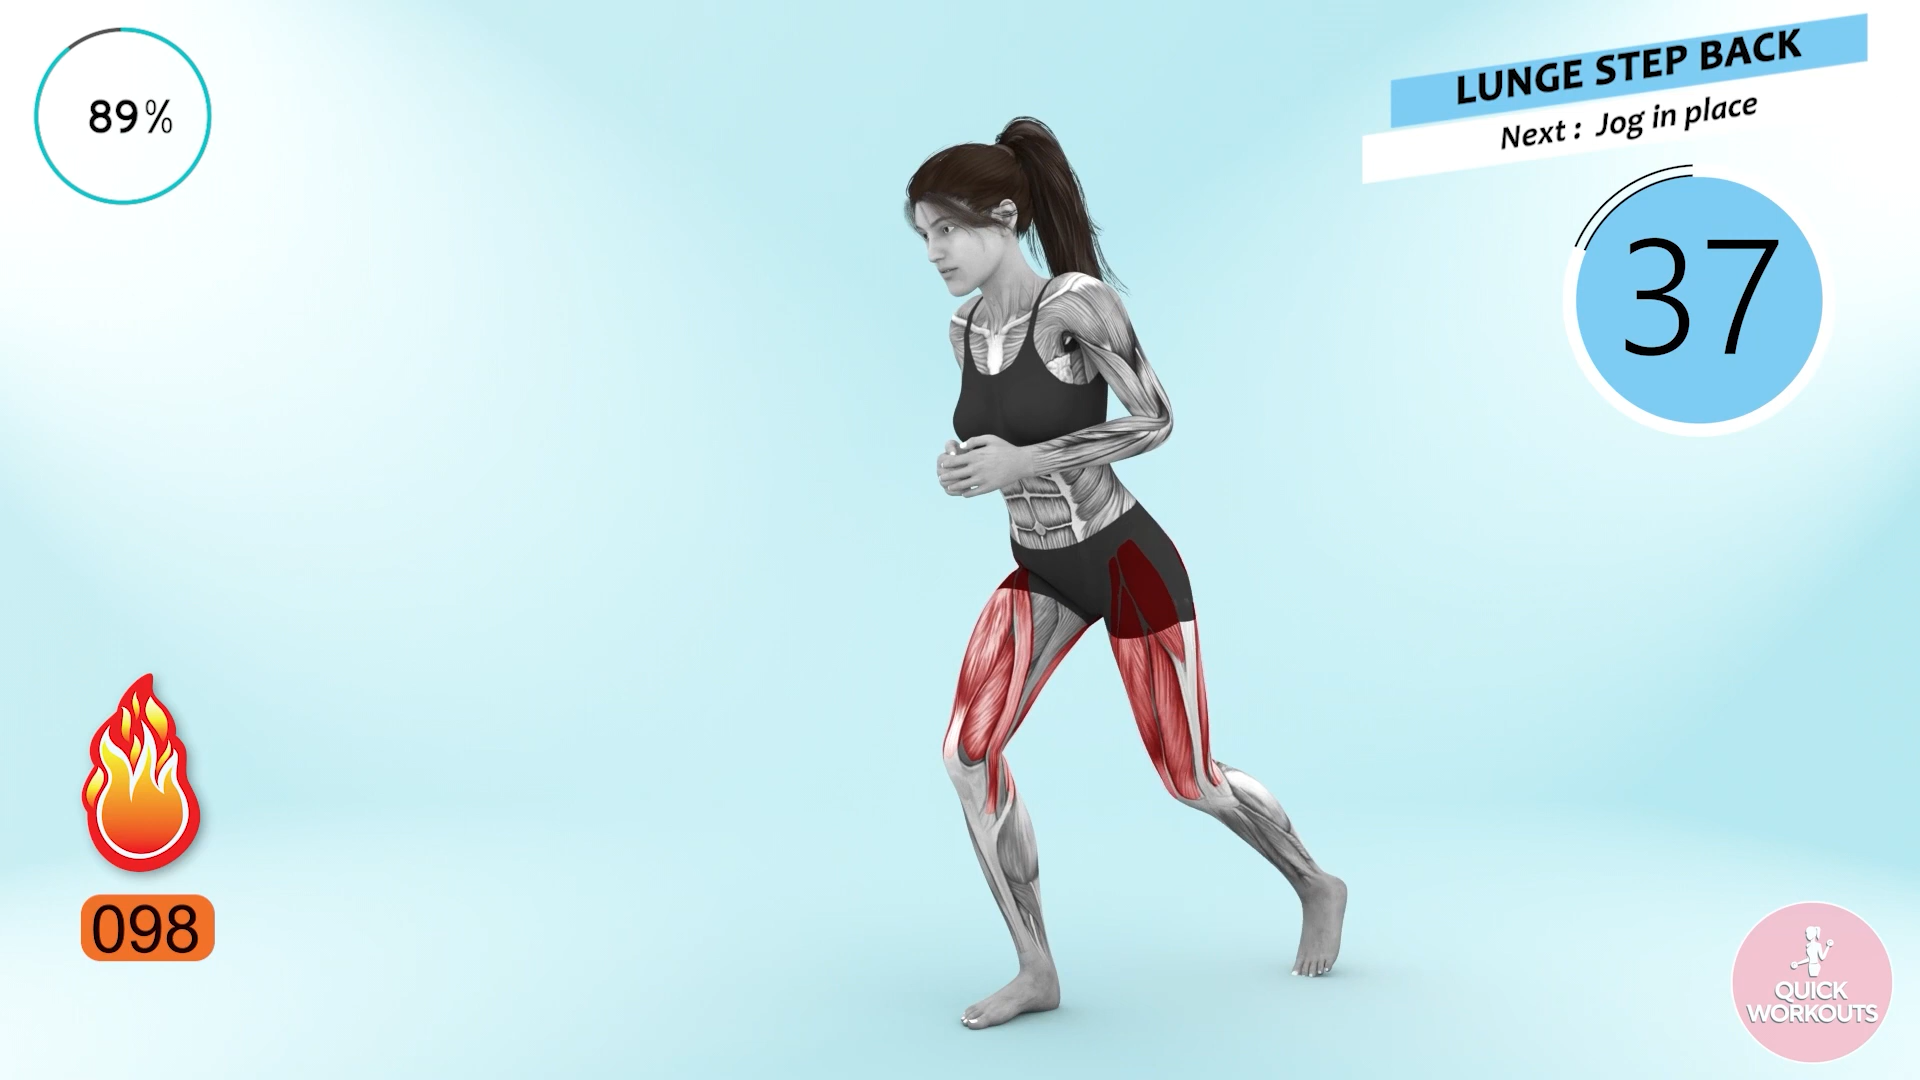 89%
LUNGE STEP BACK
Next : Jog in place
37
098
QUICK
WORKOUTS